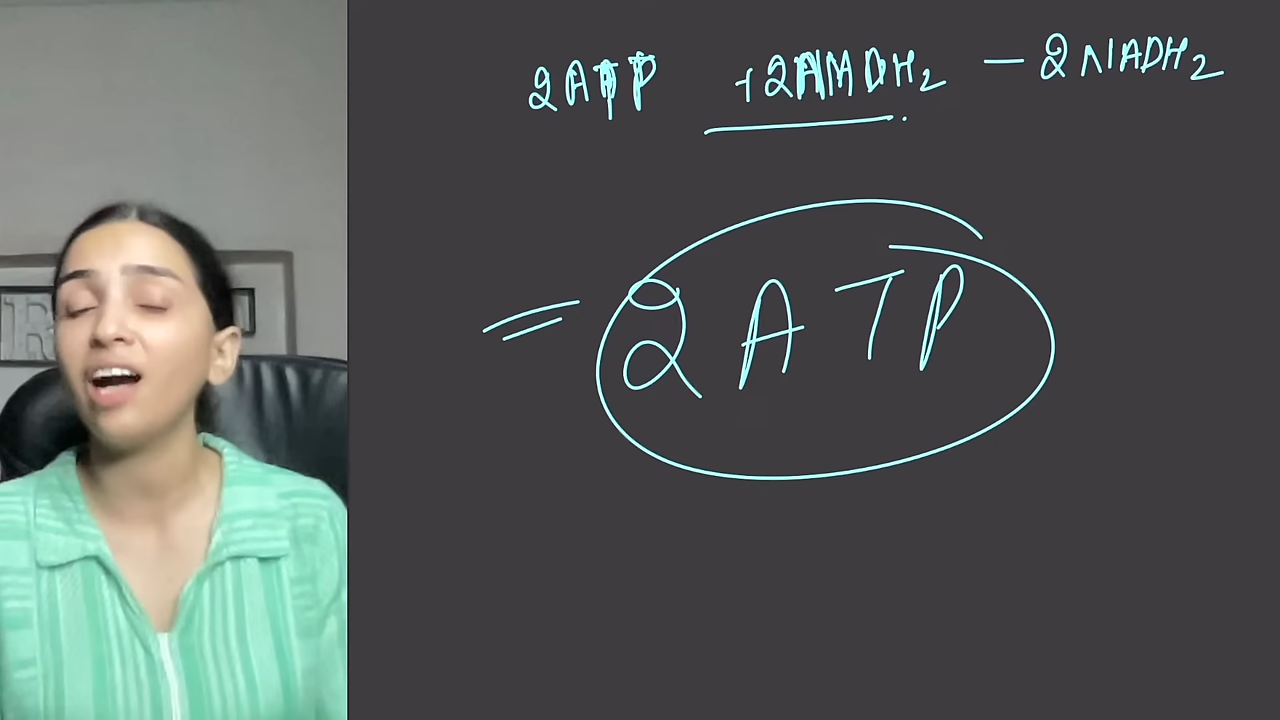 2ATP +2NADH2 — 2NADH2
= 2ATP